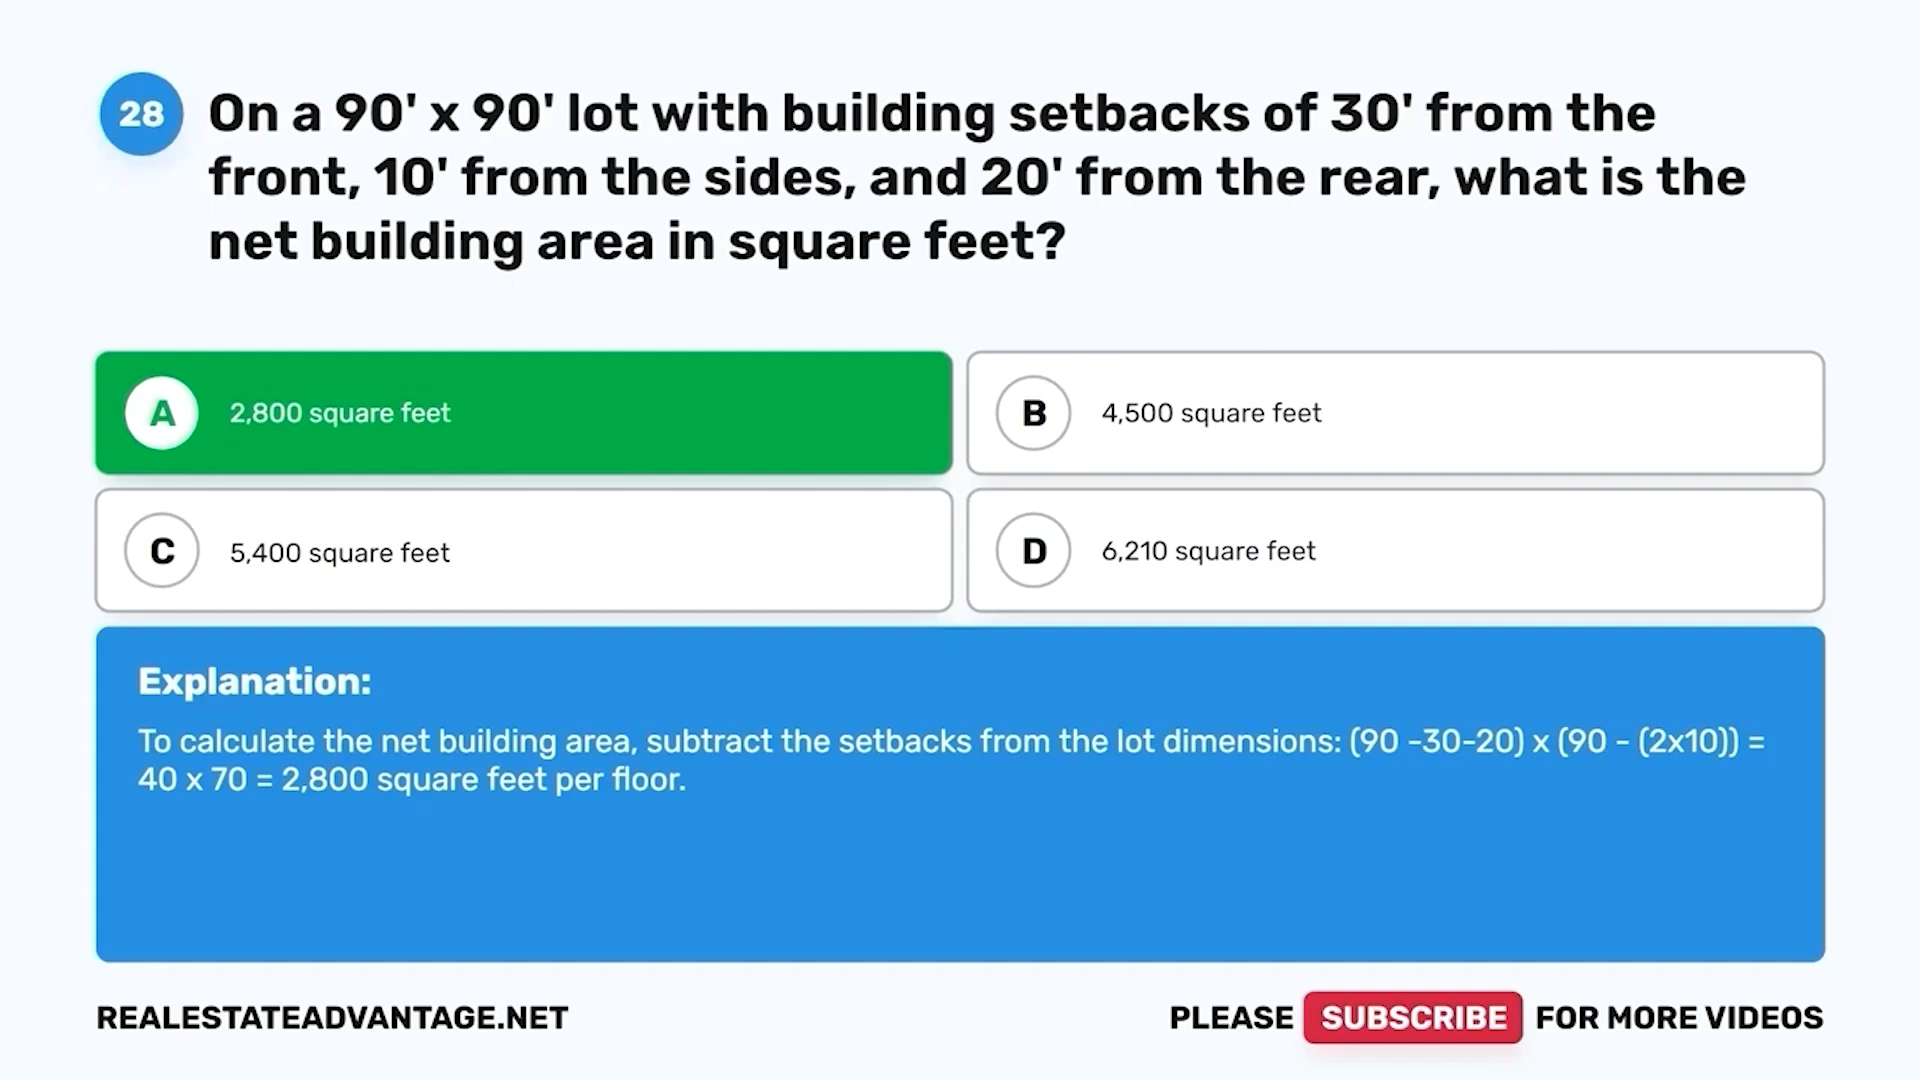 28
On a 90' x 90' lot with building setbacks of 30' from the
front, 10' from the sides, and 20' from the rear, what is the
net building area in square feet?
A 2,800 square feet
B 4,500 square feet
C 5,400 square feet
D 6,210 square feet
Explanation:
To calculate the net building area, subtract the setbacks from the lot dimensions: (90 -30-20) x (90 - (2x10)) =
40 x 70 = 2,800 square feet per floor.
REALESTATEADVANTAGE.NET
PLEASE SUBSCRIBE FOR MORE VIDEOS